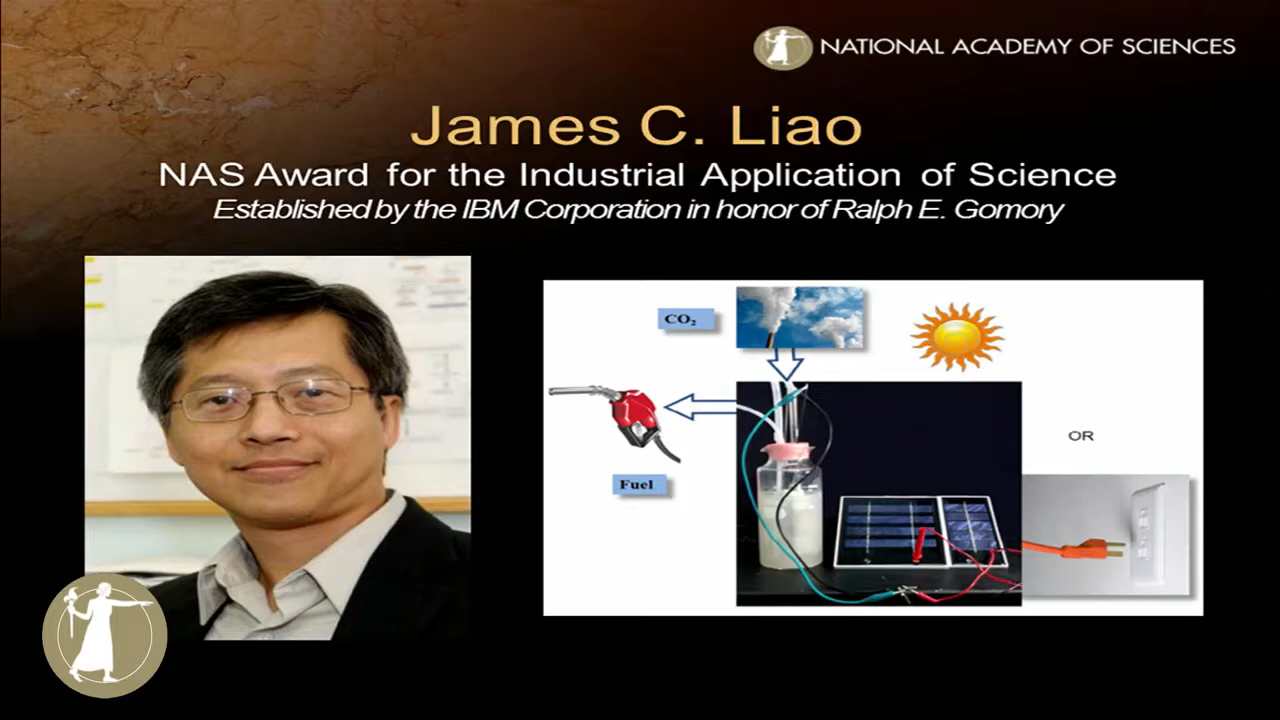 NATIONAL ACADEMY OF SCIENCES
James C. Liao
NAS Award for the Industrial Application of Science
Established by the IBM Corporation in honor of Ralph E. Gomory
CO₂
OR
Fuel